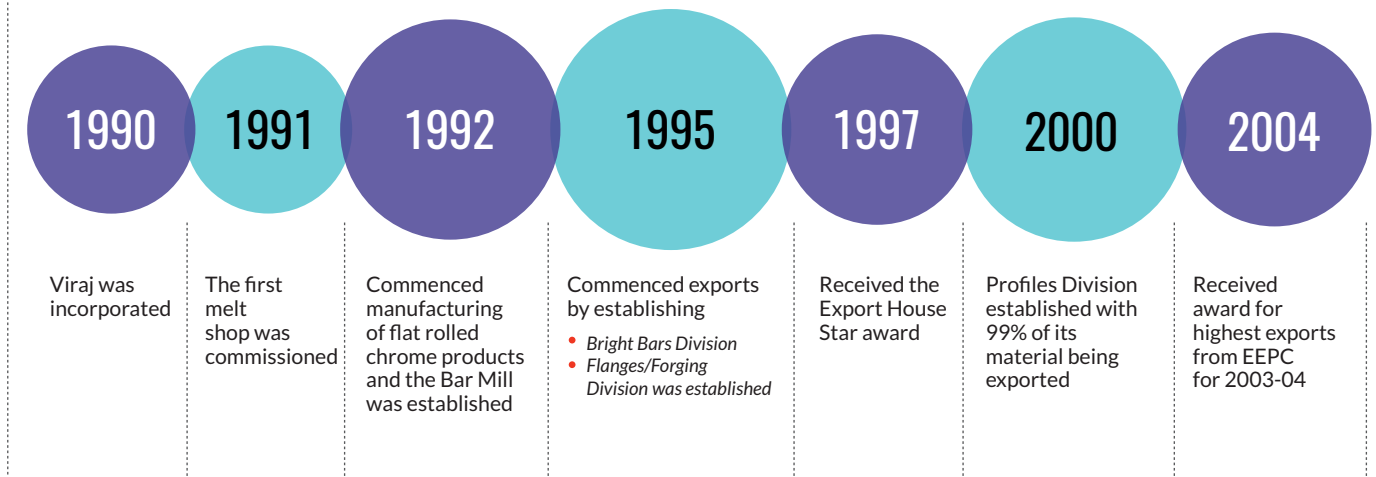 1990
1991
1992
1995
1997
2000
2004
Viraj was
incorporated
The first
melt
shop was
commissioned
Commenced
manufacturing
of flat rolled
chrome products
and the Bar Mill
was established
Commenced exports
by establishing
• Bright Bars Division
• Flanges/Forging
Division was established
Received the
Export House
Star award
Profiles Division
established with
99% of its
material being
exported
Received
award for
highest exports
from EEPC
for 2003-04